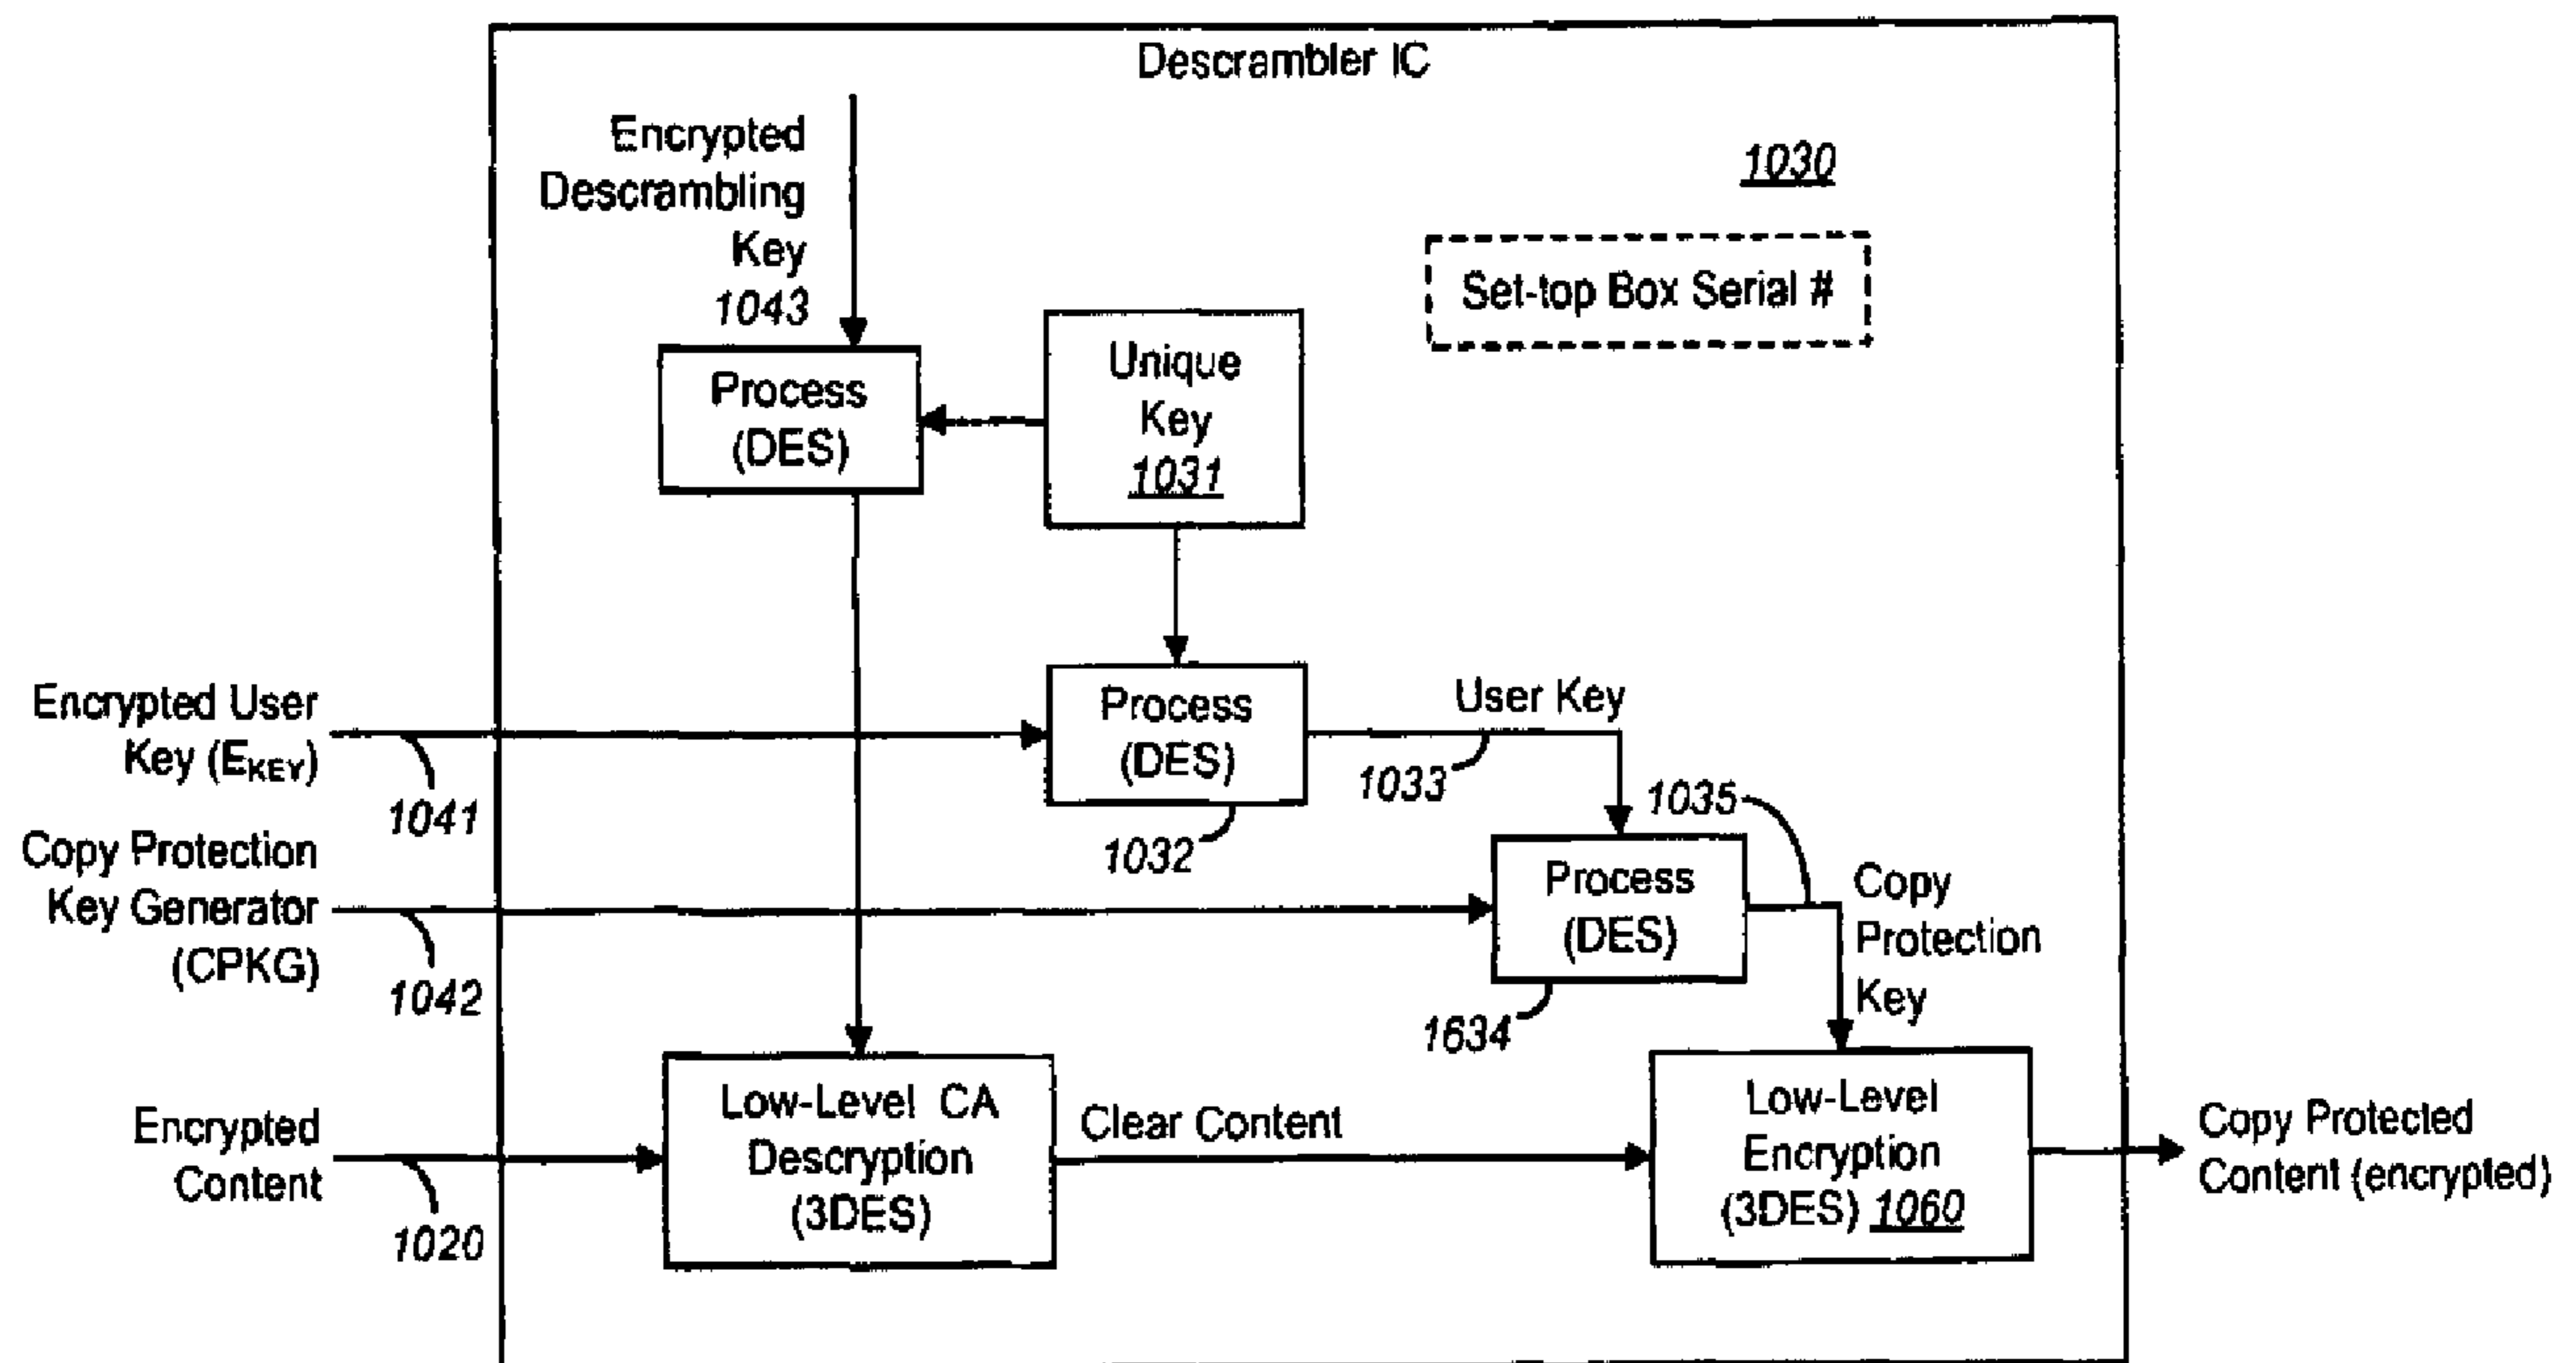 Descrambler IC
Encrypted
Descrambling
Key
1043
1030
Set-top Box Serial #
Process
(DES)
Unique
Key
1031
Encrypted User
Key (EKEY)
1041
Process
(DES)
1032
User Key
1033
1035
Copy Protection
Key Generator
(CPKG)
1042
Process
(DES)
1634
Copy
Protection
Key
Encrypted
Content
1020
Low-Level CA
Descryption
(3DES)
Clear Content
Low-Level
Encryption
(3DES) 1060
Copy Protected
Content (encrypted)